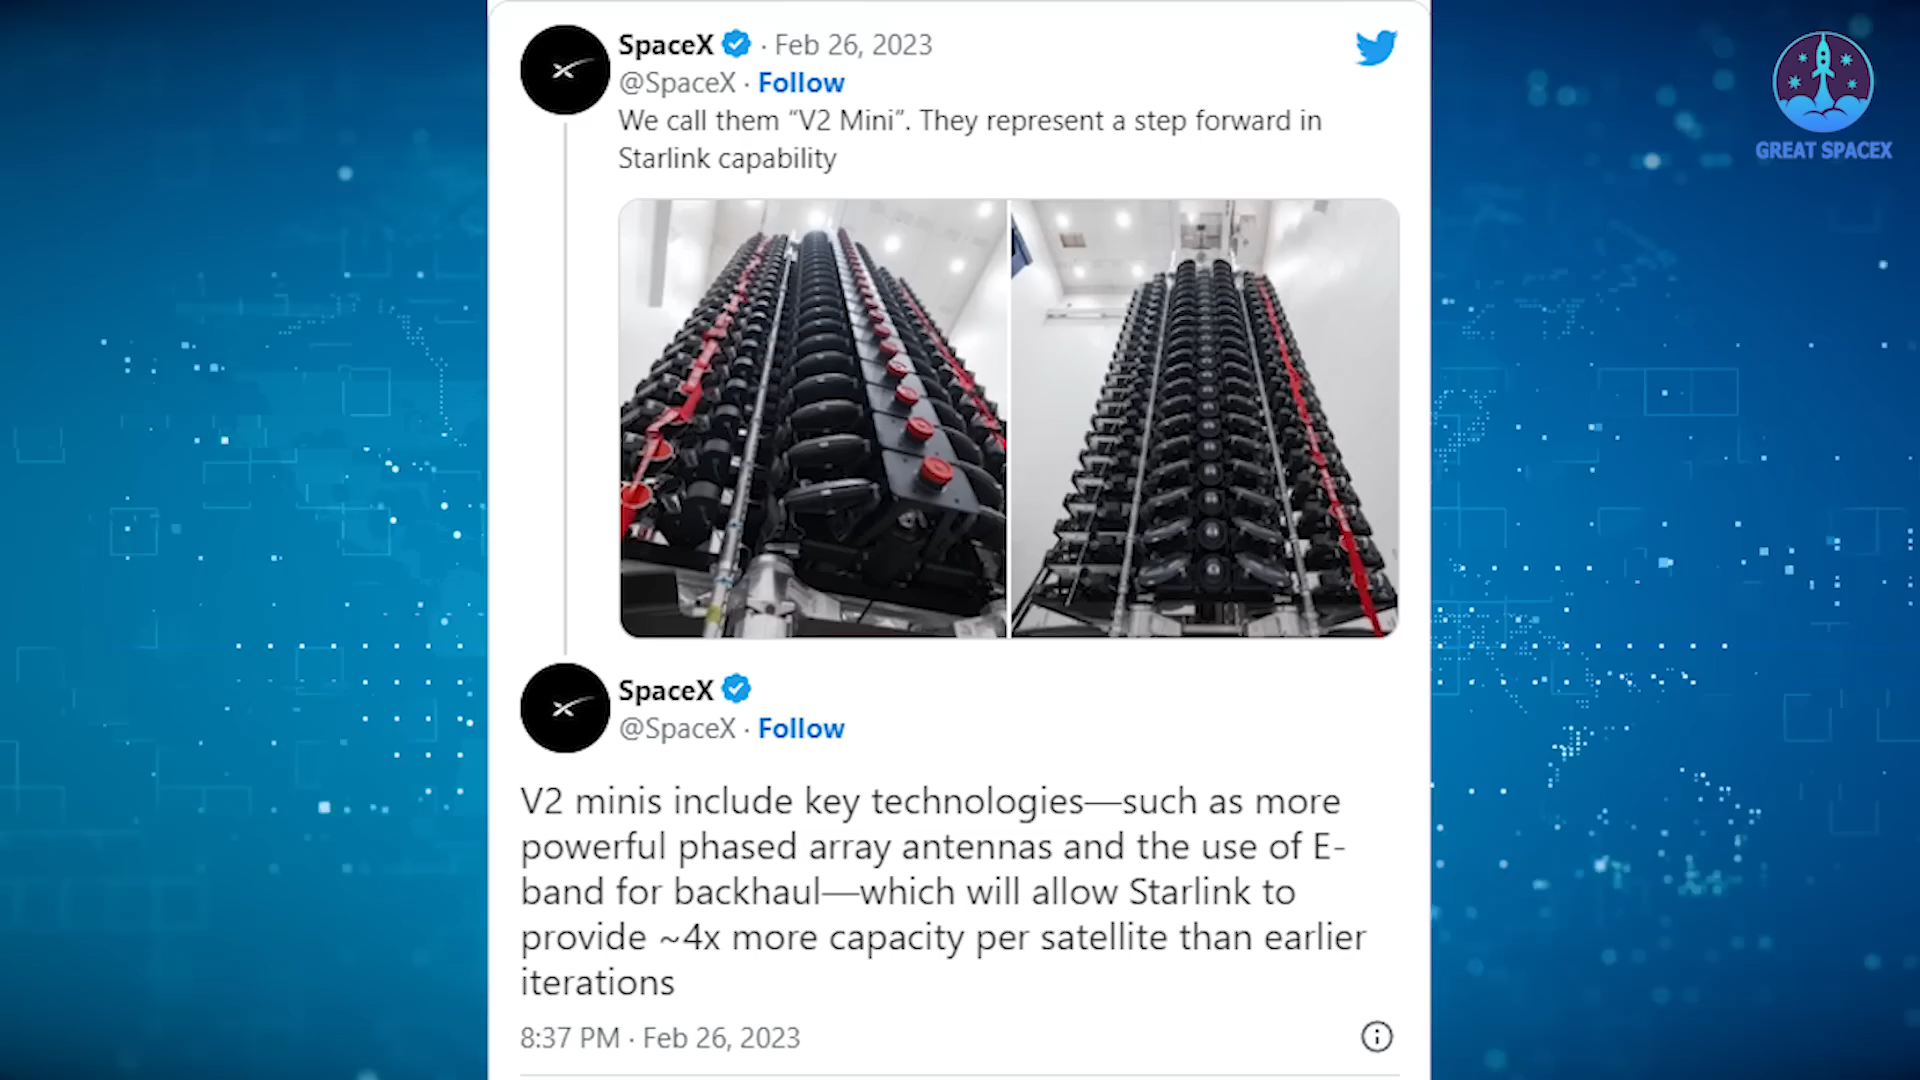 SpaceX · Feb 26, 2023
@SpaceX · Follow
We call them “V2 Mini”. They represent a step forward in
Starlink capability
GREAT SPACEX
SpaceX
@SpaceX · Follow
V2 minis include key technologies—such as more
powerful phased array antennas and the use of E-
band for backhaul—which will allow Starlink to
provide ~4x more capacity per satellite than earlier
iterations
8:37 PM · Feb 26, 2023